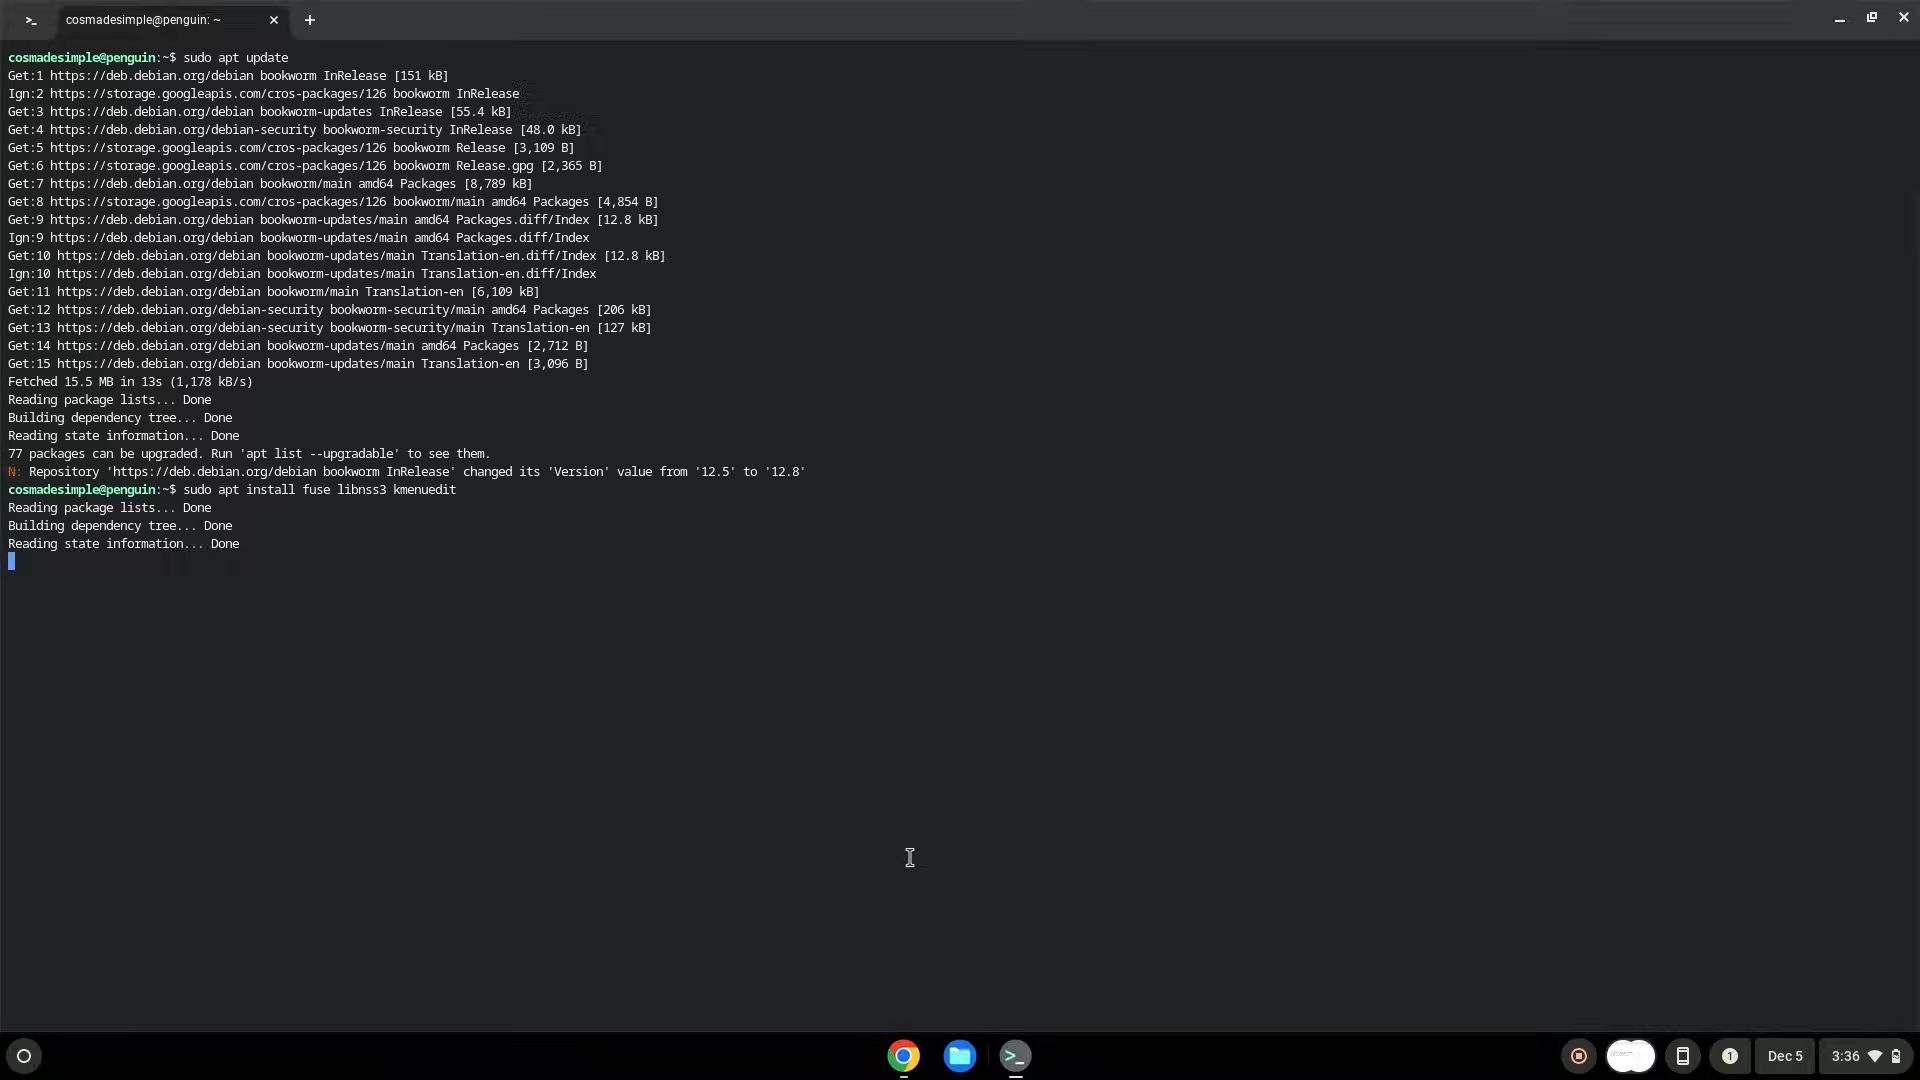 cosmadesimple@penguin: ~
cosmadesimple@penguin:~$ sudo apt update
Get:1 https://deb.debian.org/debian bookworm InRelease [151 kB]
Ign:2 https://storage.googleapis.com/cros-packages/126 bookworm InRelease
Get:3 https://deb.debian.org/debian bookworm-updates InRelease [55.4 kB]
Get:4 https://deb.debian.org/debian-security bookworm-security InRelease [48.0 kB]
Get:5 https://storage.googleapis.com/cros-packages/126 bookworm Release [3,109 B]
Get:6 https://storage.googleapis.com/cros-packages/126 bookworm Release.gpg [2,365 B]
Get:7 https://deb.debian.org/debian bookworm/main amd64 Packages [8,789 kB]
Get:8 https://storage.googleapis.com/cros-packages/126 bookworm/main amd64 Packages [4,854 B]
Get:9 https://deb.debian.org/debian bookworm-updates/main amd64 Packages.diff/Index [12.8 kB]
Ign:9 https://deb.debian.org/debian bookworm-updates/main amd64 Packages.diff/Index
Get:10 https://deb.debian.org/debian bookworm-updates/main Translation-en.diff/Index [12.8 kB]
Ign:10 https://deb.debian.org/debian bookworm-updates/main Translation-en.diff/Index
Get:11 https://deb.debian.org/debian bookworm/main Translation-en [6,109 kB]
Get:12 https://deb.debian.org/debian-security bookworm-security/main amd64 Packages [206 kB]
Get:13 https://deb.debian.org/debian-security bookworm-security/main Translation-en [127 kB]
Get:14 https://deb.debian.org/debian bookworm-updates/main amd64 Packages [2,712 B]
Get:15 https://deb.debian.org/debian bookworm-updates/main Translation-en [3,096 B]
Fetched 15.5 MB in 13s (1,178 kB/s)
Reading package lists... Done
Building dependency tree... Done
Reading state information... Done
77 packages can be upgraded. Run 'apt list --upgradable' to see them.
N: Repository 'https://deb.debian.org/debian bookworm InRelease' changed its 'Version' value from '12.5' to '12.8'
cosmadesimple@penguin:~$ sudo apt install fuse libnss3 kmenuedit
Reading package lists... Done
Building dependency tree... Done
Reading state information... Done
1
Dec 5
3:36